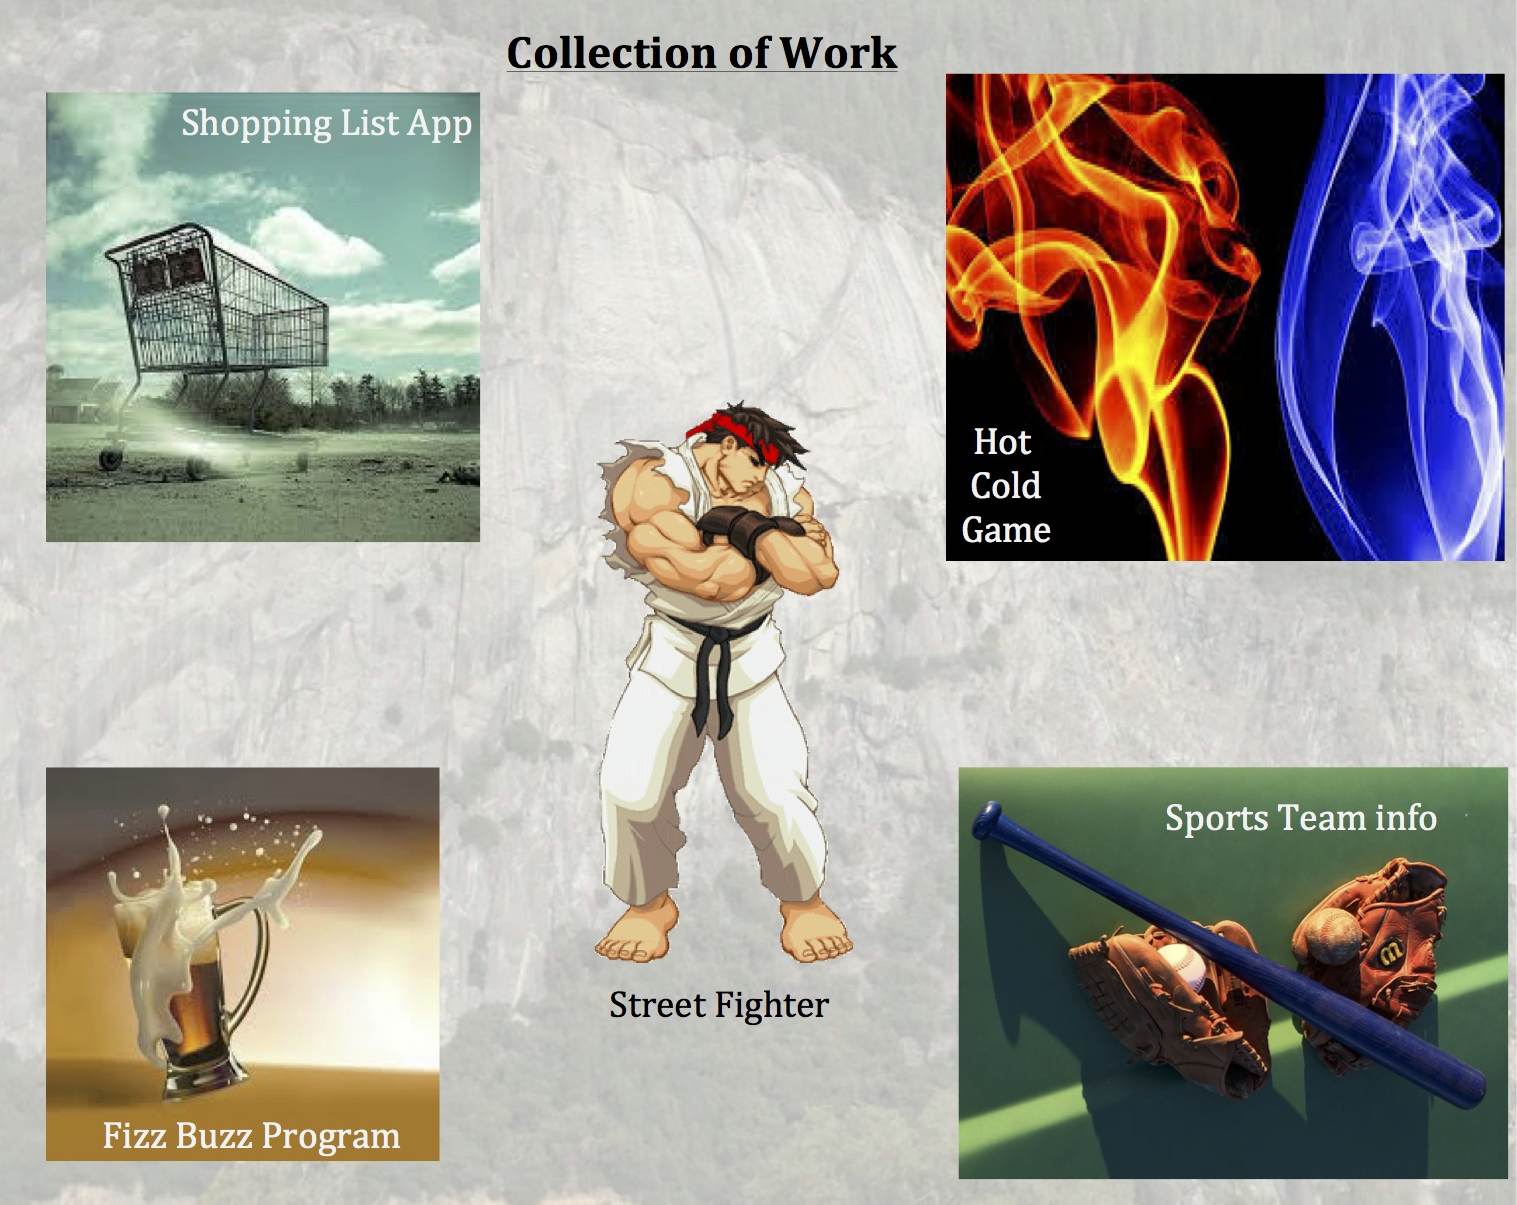 Collection of Work
Shopping List App
Hot
Cold
Game
Street Fighter
Fizz Buzz Program
Sports Team info